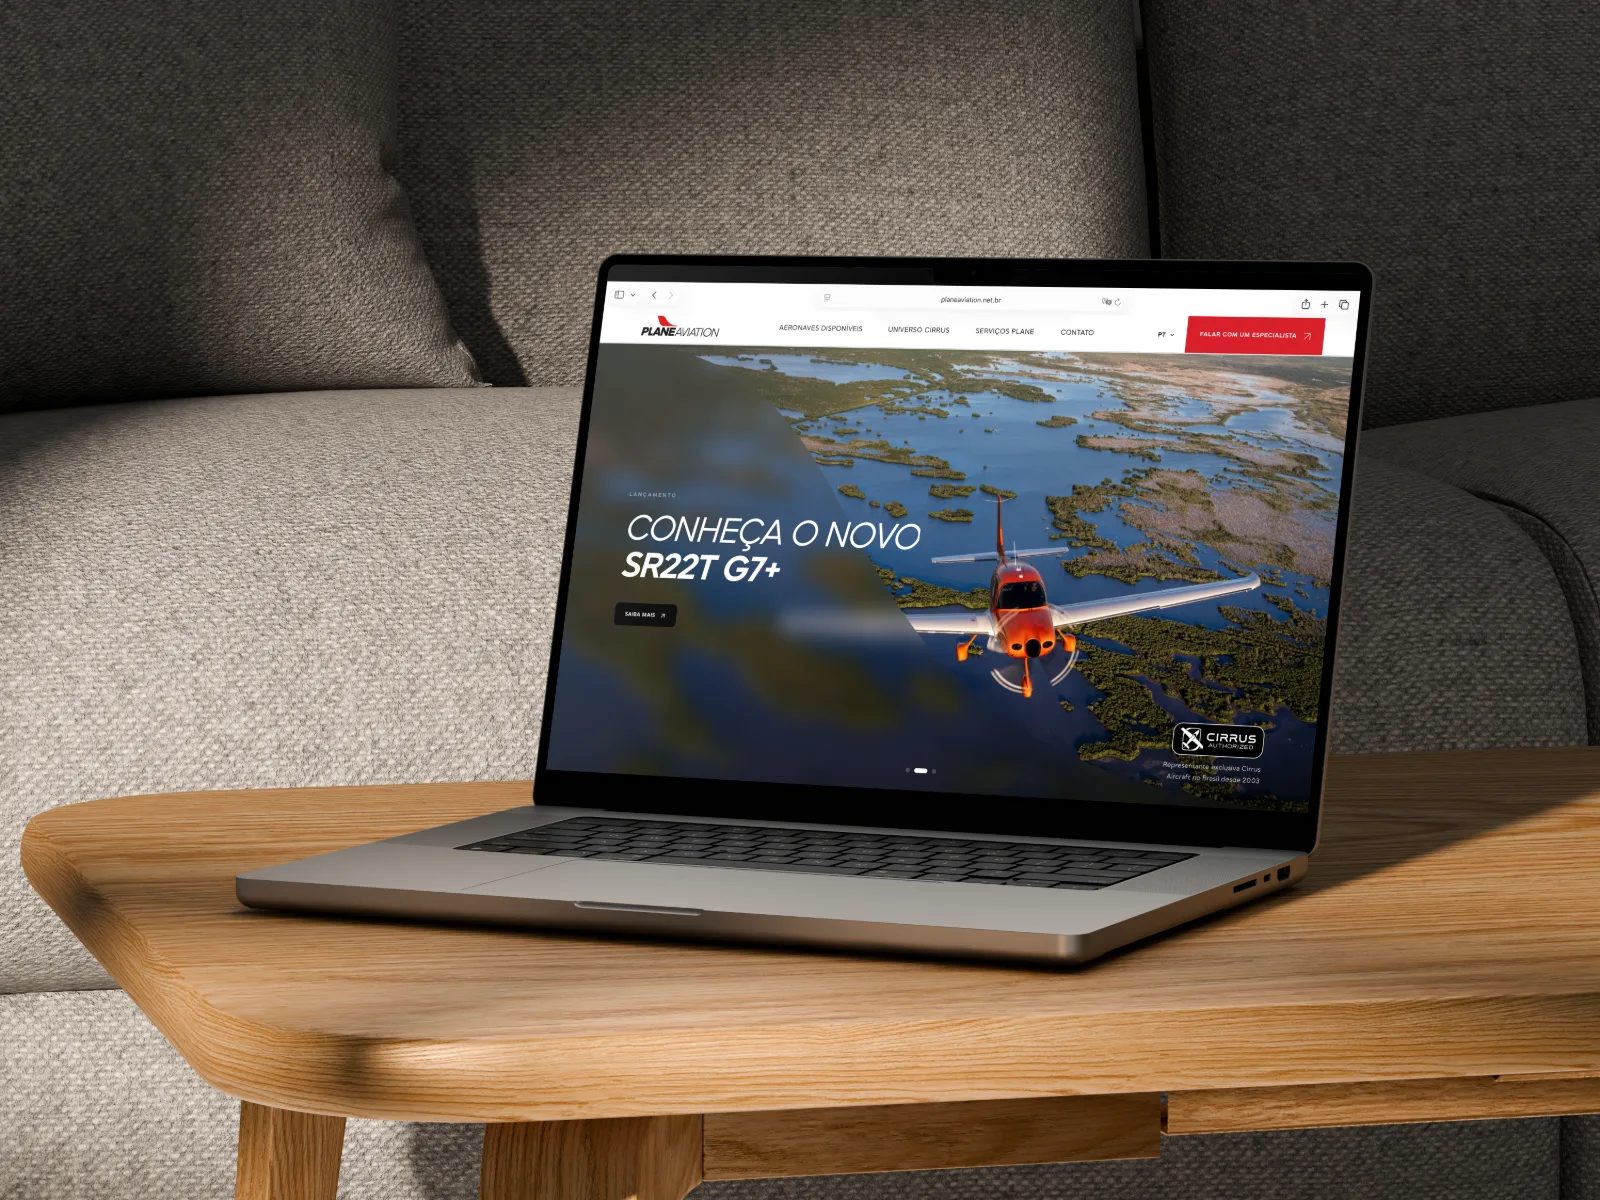 planeaviation.net.br
PLANEAVIATION
AERONAVES DISPONÍVEIS
UNIVERSO CIRRUS
SERVIÇOS PLANE
CONTATO
PT
FALAR COM UM ESPECIALISTA
LANÇAMENTO
CONHEÇA O NOVO
SR22T G7+
SAIBA MAIS
CIRRUS
AUTHORIZED
Representante exclusiva Cirrus
Aircraft no Brasil desde 2003